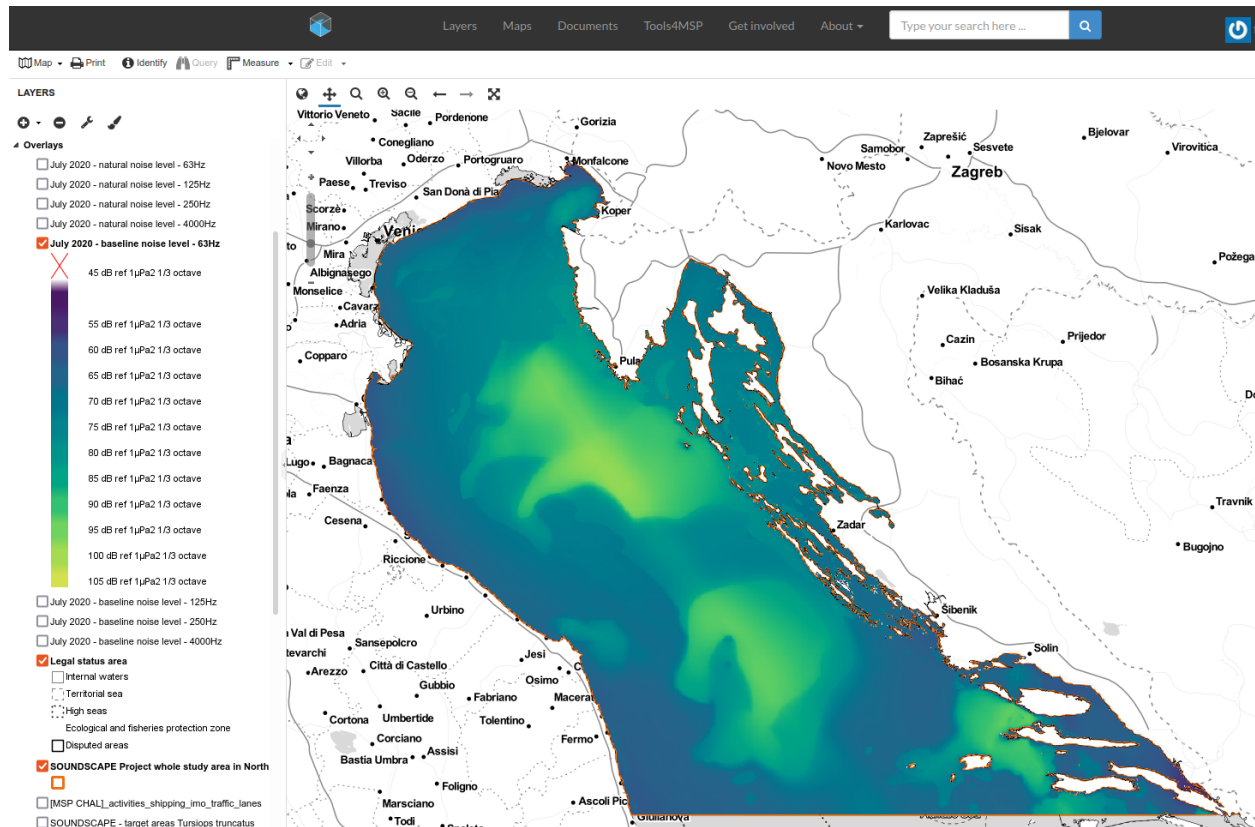 Layers Maps Documents Tools4MSP Get involved About Type your search here ...
Map Print Identify Query Measure Edit
LAYERS
Overlays
July 2020 - natural noise level - 63Hz
July 2020 - natural noise level - 125Hz
July 2020 - natural noise level - 250Hz
July 2020 - natural noise level - 4000Hz
July 2020 - baseline noise level - 63Hz
45 dB ref 1µPa2 1/3 octave
55 dB ref 1µPa2 1/3 octave
60 dB ref 1µPa2 1/3 octave
65 dB ref 1µPa2 1/3 octave
70 dB ref 1µPa2 1/3 octave
75 dB ref 1µPa2 1/3 octave
80 dB ref 1µPa2 1/3 octave
85 dB ref 1µPa2 1/3 octave
90 dB ref 1µPa2 1/3 octave
95 dB ref 1µPa2 1/3 octave
100 dB ref 1µPa2 1/3 octave
105 dB ref 1µPa2 1/3 octave
July 2020 - baseline noise level - 125Hz
July 2020 - baseline noise level - 250Hz
July 2020 - baseline noise level - 4000Hz
Legal status area
Internal waters
Territorial sea
High seas
Ecological and fisheries protection zone
Disputed areas
SOUNDSCAPE Project whole study area in North
[MSP CHAL]_activities_shipping_imo_traffic_lanes
SOUNDSCAPE - target areas Tursiops truncatus
Vittorio Veneto
Sacile
Pordenone
Gorizia
Conegliano
Villorba
Oderzo
Portogruaro
Monfalcone
Paese
Treviso
San Donà di Pia
Scorzè
Koper
Mirano
Veni
Mira
Albignasego
Monselice
Cavarz
Adria
Copparo
Pula
Lugo
Bagnaca
Faenza
Cesena
Riccione
Urbino
Val di Pesa
Sansepolcro
tevarchi
Arezzo
Città di Castello
Jesi
Osimo
Gubbio
Fabriano
Macera
Cortona
Umbertide
Tolentino
Corciano
Fermo
Assisi
Bastia Umbra
Foligno
Marsciano
Ascoli Pic
Todi
Giulianova
Zaprešić
Bjelovar
Samobor
Sesvete
Virovitica
Novo Mesto
Zagreb
Karlovac
Sisak
Požega
Velika Kladuša
Cazin
Prijedor
Bosanska Krupa
Bihać
Do
Travnik
Zadar
Bugojno
Šibenik
Solin